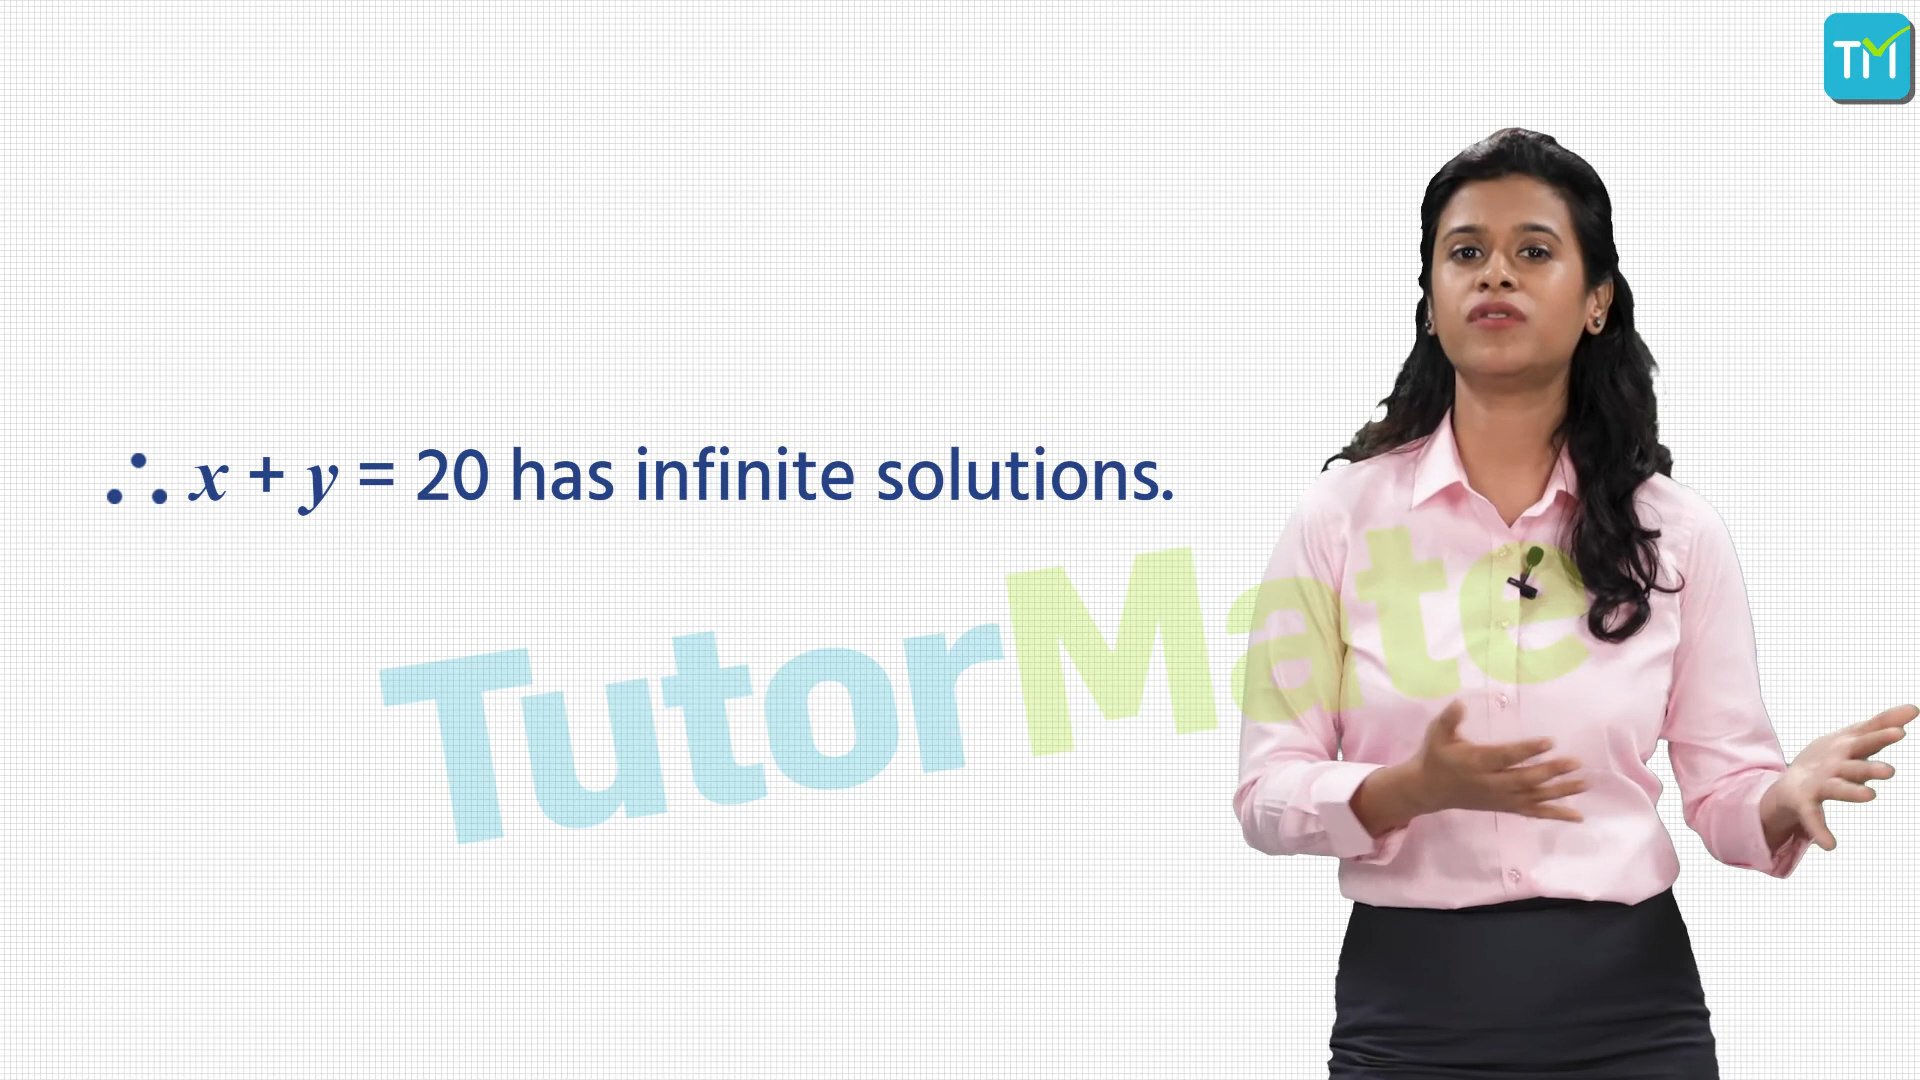 TM
∴ x + y = 20 has infinite solutions.
TutorMate